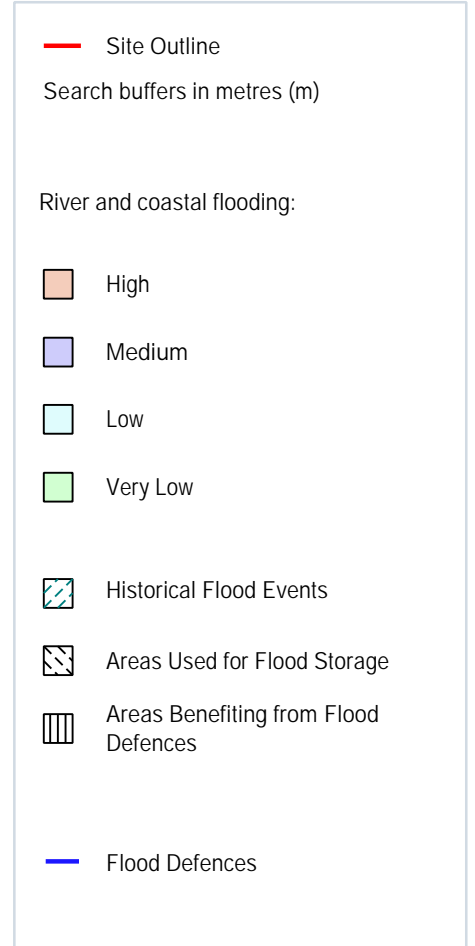 Site Outline
Search buffers in metres (m)
River and coastal flooding:
High
Medium
Low
Very Low
Historical Flood Events
Areas Used for Flood Storage
Areas Benefiting from Flood
Defences
Flood Defences